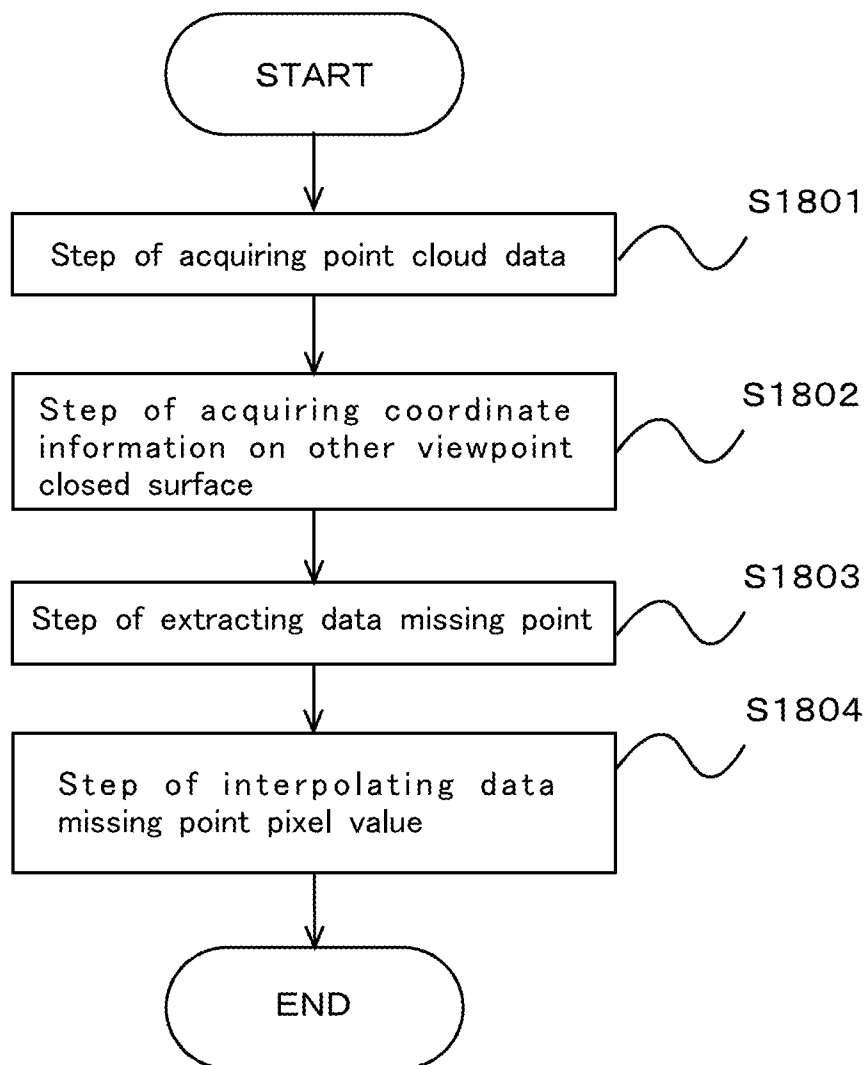 START
S1801
Step of acquiring point cloud data
S1802
Step of acquiring coordinate
information on other viewpoint
closed surface
S1803
Step of extracting data missing point
S1804
Step of interpolating data
missing point pixel value
END